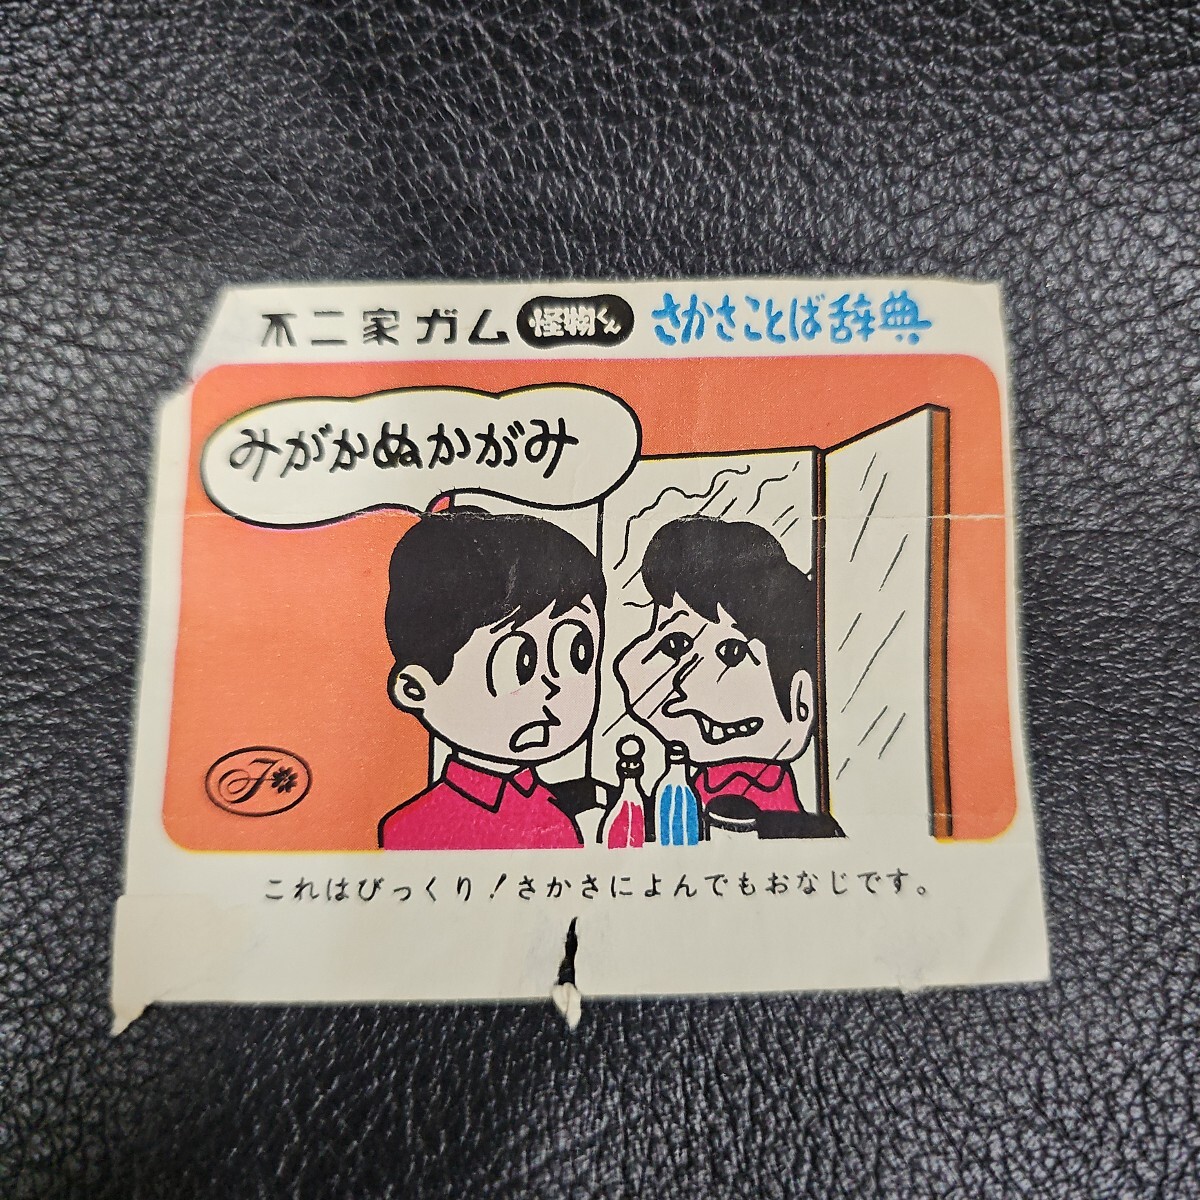 不二家ガム 怪物くん さかさことば辞典
みがかぬかがみ
F
これはびっくり!さかさによんでもおなじです。